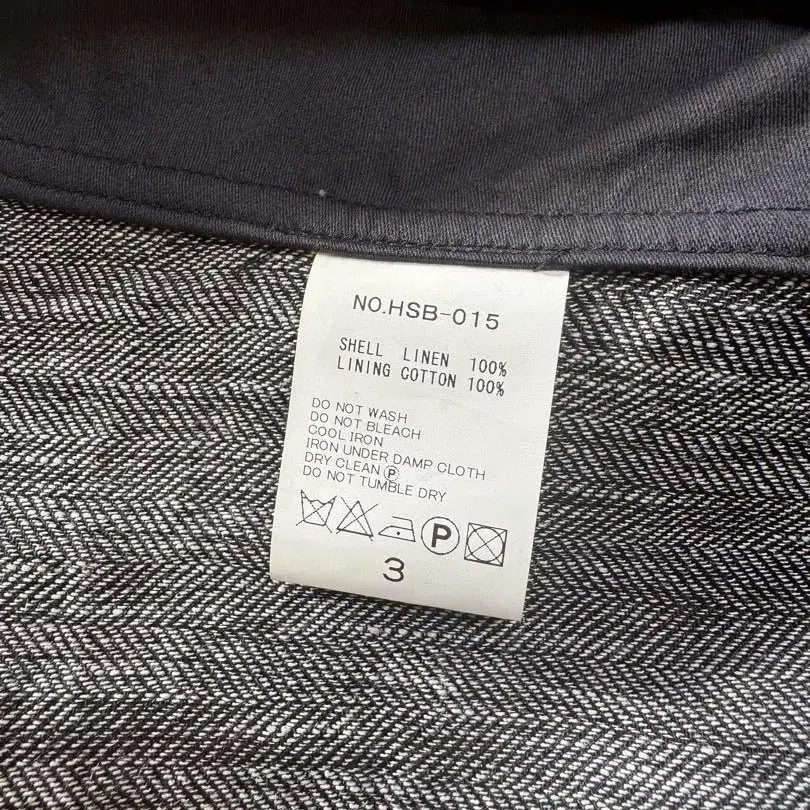 NO.HSB-015
SHELL LINEN 100%
LINING COTTON 100%
DO NOT WASH
DO NOT BLEACH
COOL IRON
IRON UNDER DAMP CLOTH
DRY CLEAN Ⓟ
DO NOT TUMBLE DRY
P
3